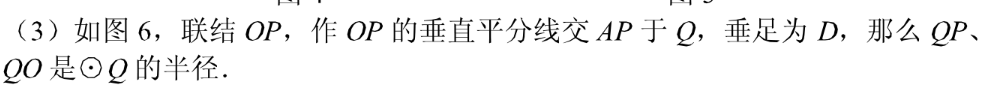 （3）如图 6，联结 OP，作 OP 的垂直平分线交 AP 于 Q，垂足为 D，那么 QP、
QO 是⊙Q 的半径．